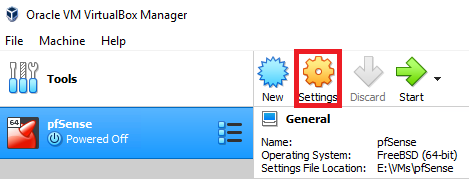 Oracle VM VirtualBox Manager
File Machine Help
Tools
New Settings Discard Start
64
pfSense
Powered Off
General
Name: pfSense
Operating System: FreeBSD (64-bit)
Settings File Location: E:\VMs\pfSense